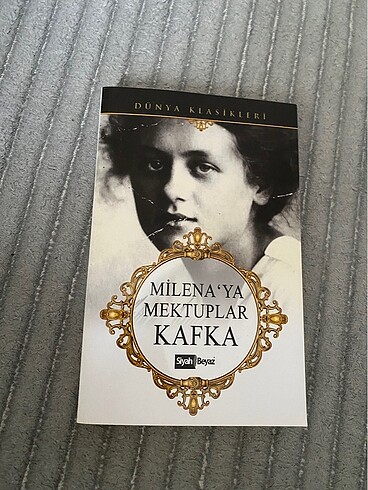 DÜNYA KLASİKLERİ
MİLENA'YA
MEKTUPLAR
KAFKA
Siyah Beyaz